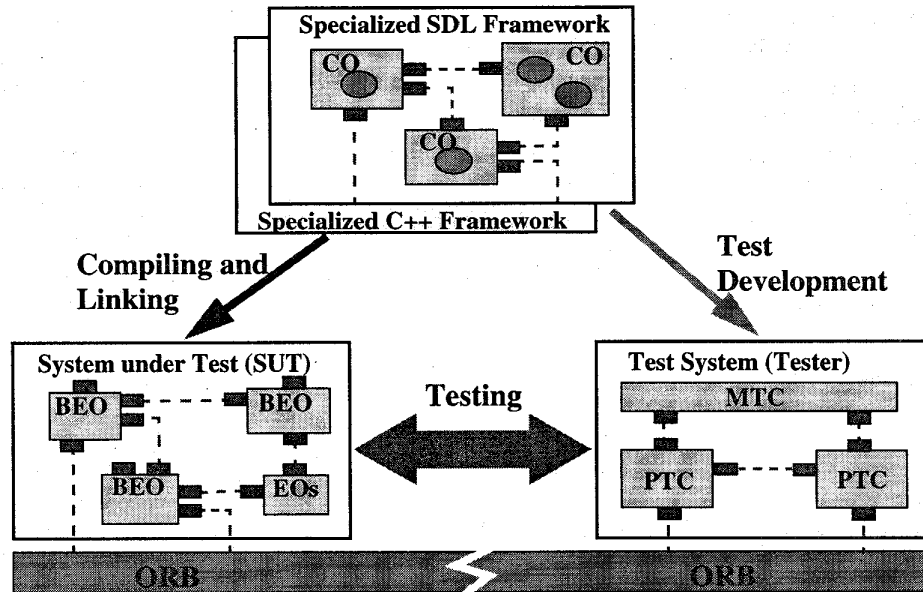 Specialized SDL Framework
CO
CO
CO
Specialized C++ Framework
Compiling and
Linking
Test
Development
System under Test (SUT)
BEO
BEO
BEO
EOs
Testing
Test System (Tester)
MTC
PTC
PTC
ORB
ORB